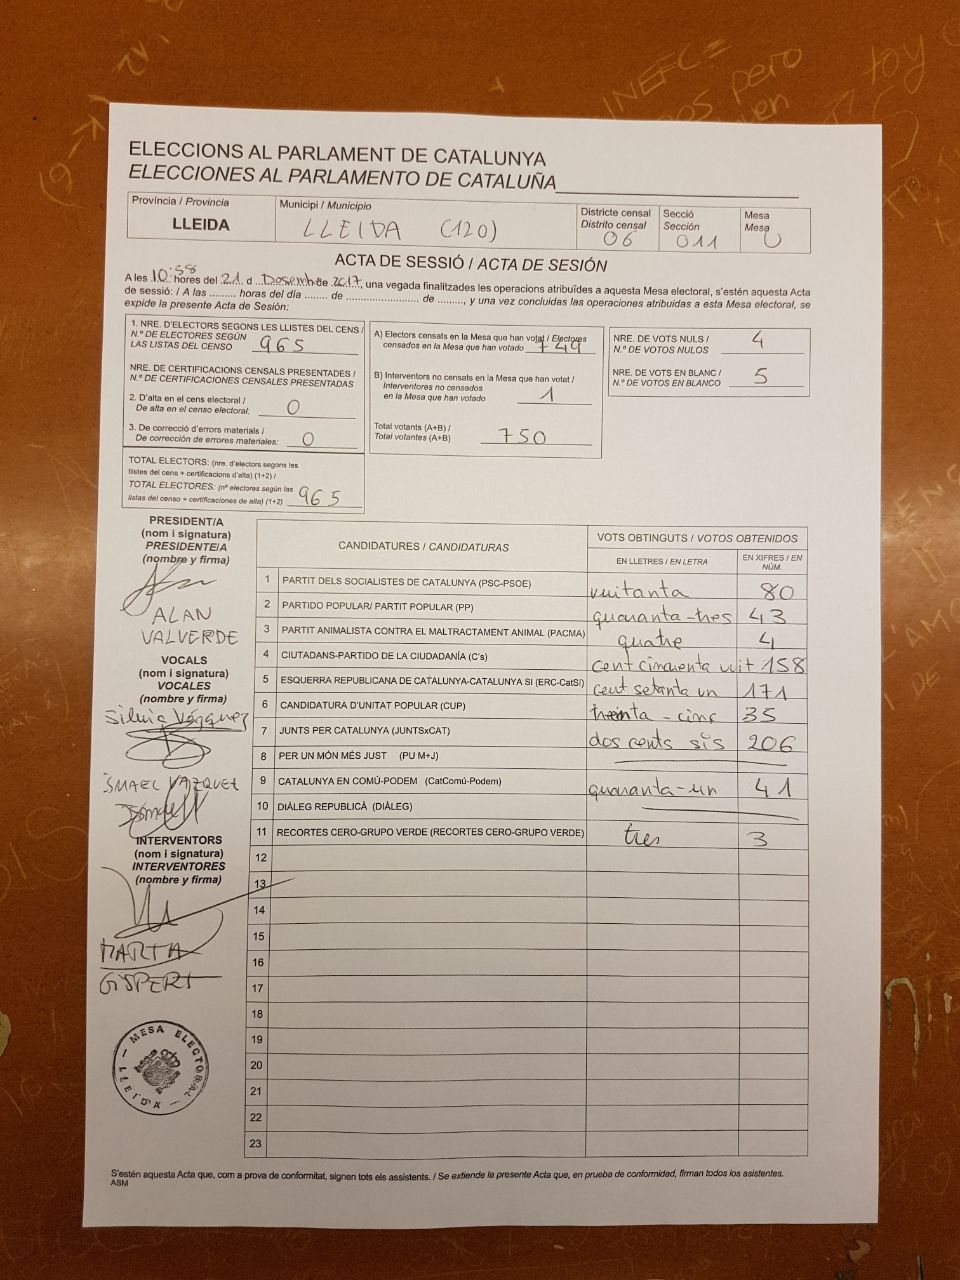 ELECCIONS AL PARLAMENT DE CATALUNYA
ELECCIONES AL PARLAMENTO DE CATALUÑA
Província / Provincia
LLEIDA
Municipi / Municipio
LLEIDA (120)
Districte censal
Distrito censal
06
Secció
Sección
011
Mesa
Mesa
U
ACTA DE SESSIÓ / ACTA DE SESIÓN
A les 10:58 hores del 21 d Desembre de 2017, una vegada finalitzades les operacions atribuïdes a aquesta Mesa electoral, s'estén aquesta Acta
de sessió: / A las ......... horas del día ....... de ........................ de ........, y una vez concluidas las operaciones atribuidas a esta Mesa electoral, se
expide la presente Acta de Sesión:
1. NRE. D'ELECTORS SEGONS LES LLISTES DEL CENS /
N.º DE ELECTORES SEGÚN
LAS LISTAS DEL CENSO 965
NRE. DE CERTIFICACIONS CENSALS PRESENTADES /
N.º DE CERTIFICACIONES CENSALES PRESENTADAS
2. D'alta en el cens electoral /
De alta en el censo electoral: 0
3. De correcció d'errors materials /
De corrección de errores materiales: 0
TOTAL ELECTORS: (nre. d'electors segons les
llistes del cens + certificacions d'alta) (1+2) /
TOTAL ELECTORES: (nº electores según las
listas del censo + certificaciones de alta) (1+2) 965
A) Electors censats en la Mesa que han votat / Electores
censados en la Mesa que han votado 749
B) Interventors no censats en la Mesa que han votat /
Interventores no censados
en la Mesa que han votado 1
Total votants (A+B) /
Total votantes (A+B) 750
NRE. DE VOTS NULS /
N.º DE VOTOS NULOS 4
NRE. DE VOTS EN BLANC /
N.º DE VOTOS EN BLANCO 5
PRESIDENT/A
(nom i signatura)
PRESIDENTE/A
(nombre y firma)
ALAN
VALVERDE
VOCALS
(nom i signatura)
VOCALES
(nombre y firma)
Silvia Vázquez
ISMAEL VAZQUEZ
INTERVENTORS
(nom i signatura)
INTERVENTORES
(nombre y firma)
MARTA
GISPERT
MESA ELECTORAL
LLEIDA
CANDIDATURES / CANDIDATURAS
VOTS OBTINGUTS / VOTOS OBTENIDOS
EN LLETRES / EN LETRA
EN XIFRES / EN
NÚM.
1 PARTIT DELS SOCIALISTES DE CATALUNYA (PSC-PSOE) vuitanta 80
2 PARTIDO POPULAR/ PARTIT POPULAR (PP) quaranta-tres 43
3 PARTIT ANIMALISTA CONTRA EL MALTRACTAMENT ANIMAL (PACMA) quatre 4
4 CIUTADANS-PARTIDO DE LA CIUDADANÍA (C's) cent cinquenta vuit 158
5 ESQUERRA REPUBLICANA DE CATALUNYA-CATALUNYA SI (ERC-CatSí) cent setanta un 171
6 CANDIDATURA D'UNITAT POPULAR (CUP) trenta-cinc 35
7 JUNTS PER CATALUNYA (JUNTSxCAT) dos cents sis 206
8 PER UN MÓN MÉS JUST (PU M+J)
9 CATALUNYA EN COMÚ-PODEM (CatComú-Podem) quaranta-un 41
10 DIÀLEG REPUBLICÀ (DIÀLEG)
11 RECORTES CERO-GRUPO VERDE (RECORTES CERO-GRUPO VERDE) tres 3
12
13
14
15
16
17
18
19
20
21
22
23
S'estén aquesta Acta que, com a prova de conformitat, signen tots els assistents. / Se extiende la presente Acta que, en prueba de conformidad, firman todos los asistentes.
ASM